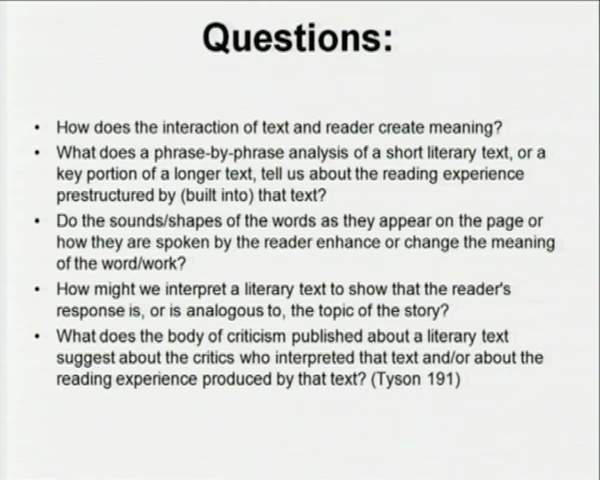 Questions:
• How does the interaction of text and reader create meaning?
• What does a phrase-by-phrase analysis of a short literary text, or a
key portion of a longer text, tell us about the reading experience
prestructured by (built into) that text?
• Do the sounds/shapes of the words as they appear on the page or
how they are spoken by the reader enhance or change the meaning
of the word/work?
• How might we interpret a literary text to show that the reader's
response is, or is analogous to, the topic of the story?
• What does the body of criticism published about a literary text
suggest about the critics who interpreted that text and/or about the
reading experience produced by that text? (Tyson 191)